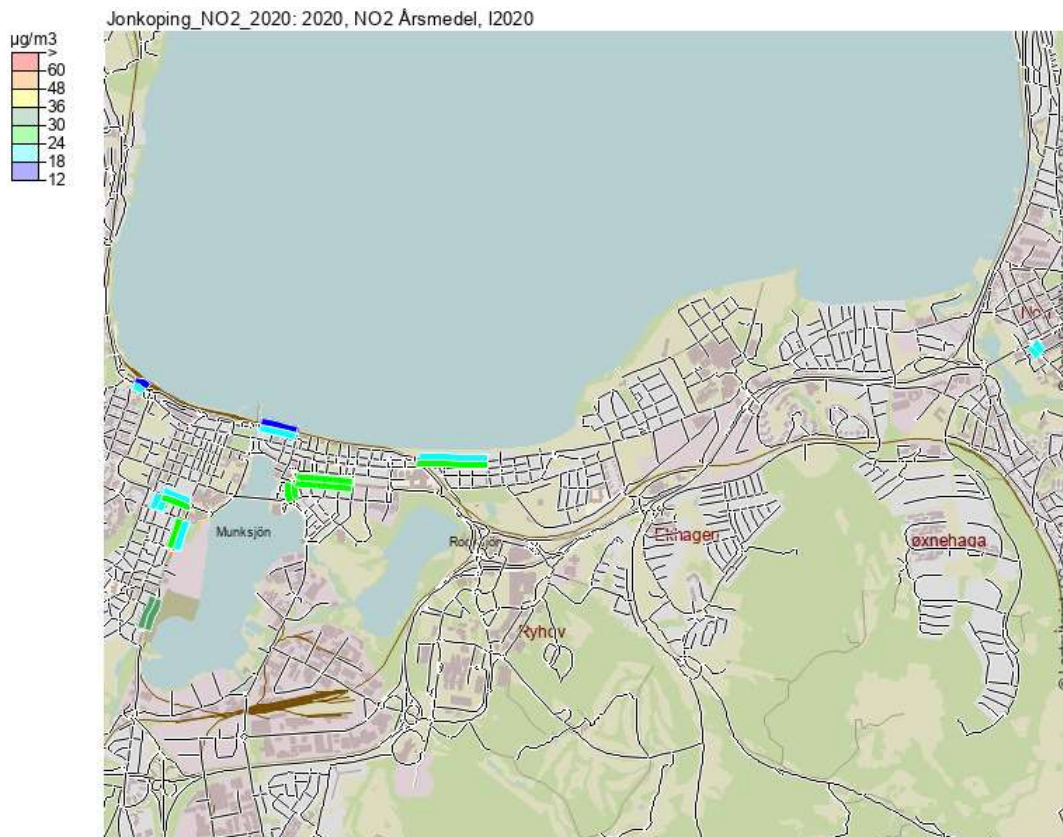 Jonkoping_NO2_2020: 2020, NO2 Årsmedel, I2020
µg/m3
>
60
48
36
30
24
18
12
Munksjön
Ekhagen
øxnehaga
Ryhov